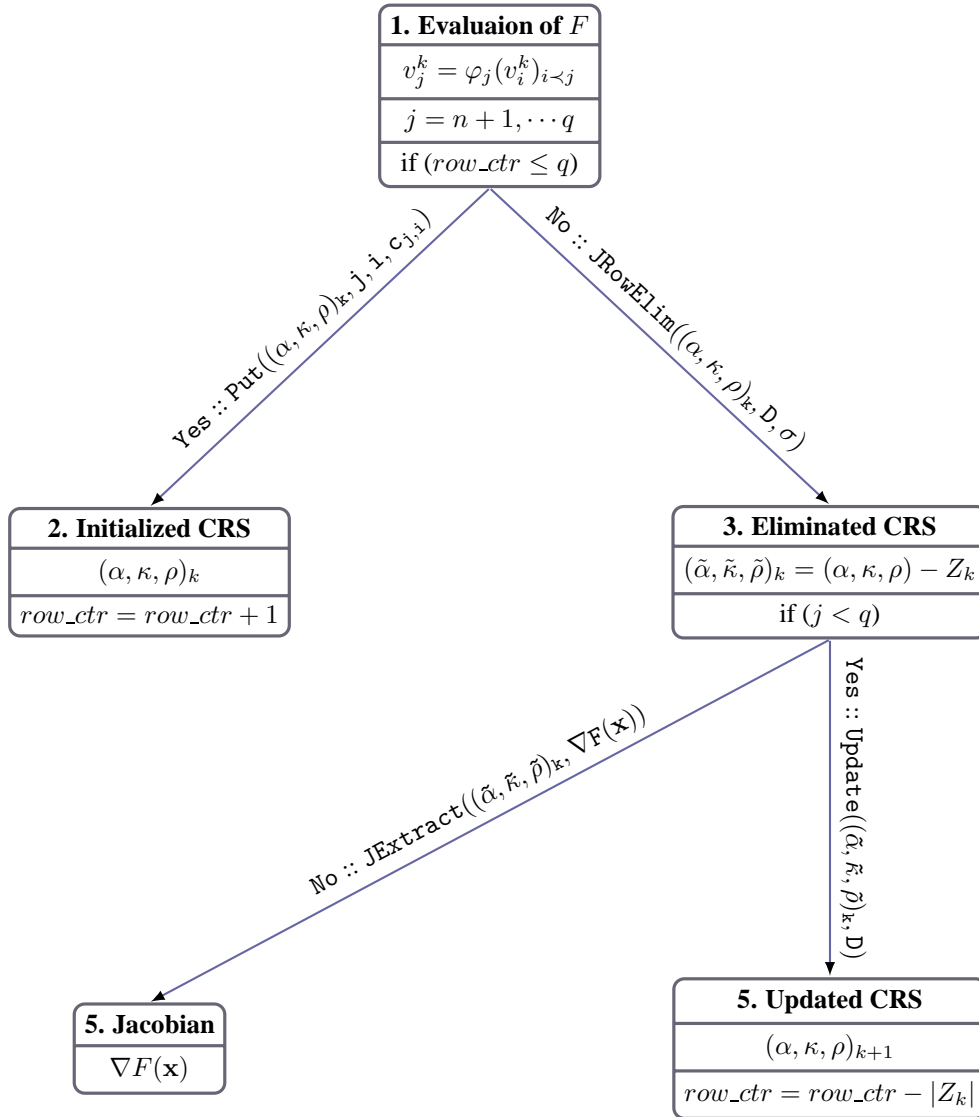 1. Evaluaion of F
v_j^k = φ_j(v_i^k)_{i≺j}
j = n + 1, ⋯ q
if (row_ctr ≤ q)
Yes :: Put((α, κ, ρ)_k, j, i, c_{j,i})
No :: JRowElim((α, κ, ρ)_k, D, σ)
2. Initialized CRS
(α, κ, ρ)_k
row_ctr = row_ctr + 1
3. Eliminated CRS
(α̃, κ̃, ρ̃)_k = (α, κ, ρ) − Z_k
if (j < q)
No :: JExtract((α̃, κ̃, ρ̃)_k, ∇F(x))
Yes :: Update((α̃, κ̃, ρ̃)_k, D)
5. Jacobian
∇F(x)
5. Updated CRS
(α, κ, ρ)_{k+1}
row_ctr = row_ctr − |Z_k|